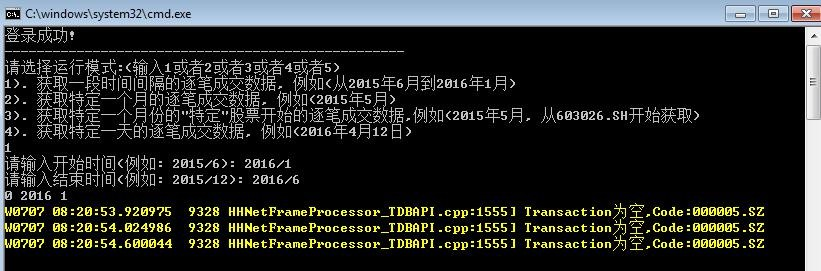 C:\windows\system32\cmd.exe
登录成功!
--------------------------------------------------
请选择运行模式:(输入1或者2或者3或者4或者5)
1). 获取一段时间间隔的逐笔成交数据, 例如(从2015年6月到2016年1月)
2). 获取特定一个月的逐笔成交数据, 例如(2015年5月)
3). 获取特定一个月份的"特定"股票开始的逐笔成交数据,例如(2015年5月, 从603026.SH开始获取)
4). 获取特定一天的逐笔成交数据, 例如(2016年4月12日)
1
请输入开始时间(例如: 2015/6): 2016/1
请输入结束时间(例如: 2015/12): 2016/6
0 2016 1
W0707 08:20:53.920975  9328 HHNetFrameProcessor_TDBAPI.cpp:1555] Transaction为空,Code:000005.SZ
W0707 08:20:54.024986  9328 HHNetFrameProcessor_TDBAPI.cpp:1555] Transaction为空,Code:000005.SZ
W0707 08:20:54.600044  9328 HHNetFrameProcessor_TDBAPI.cpp:1555] Transaction为空,Code:000005.SZ